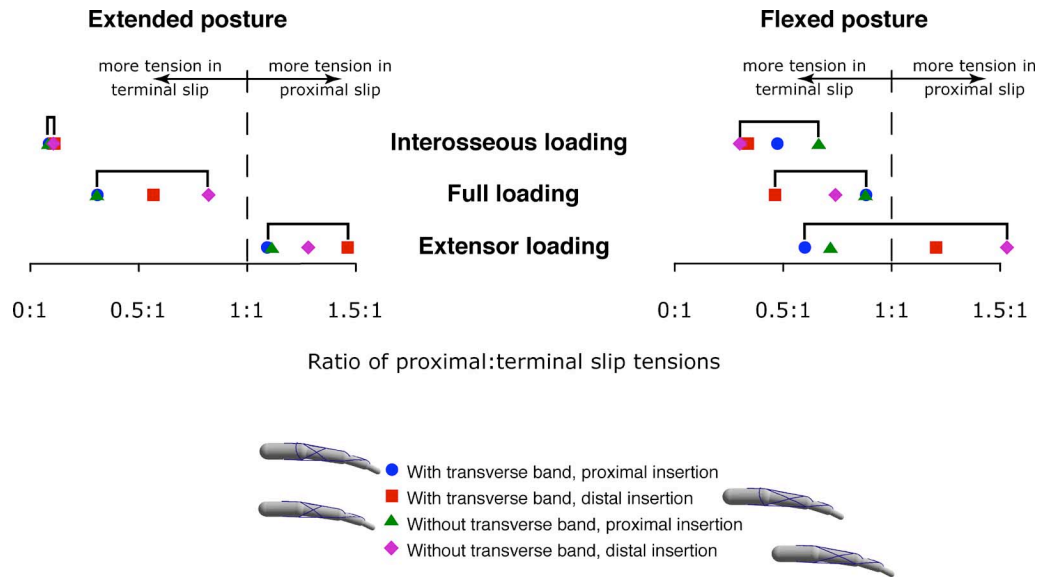 Extended posture
Flexed posture
more tension in
terminal slip
more tension in
proximal slip
more tension in
terminal slip
more tension in
proximal slip
Interosseous loading
Full loading
Extensor loading
0:1 0.5:1 1:1 1.5:1
0:1 0.5:1 1:1 1.5:1
Ratio of proximal:terminal slip tensions
With transverse band, proximal insertion
With transverse band, distal insertion
Without transverse band, proximal insertion
Without transverse band, distal insertion